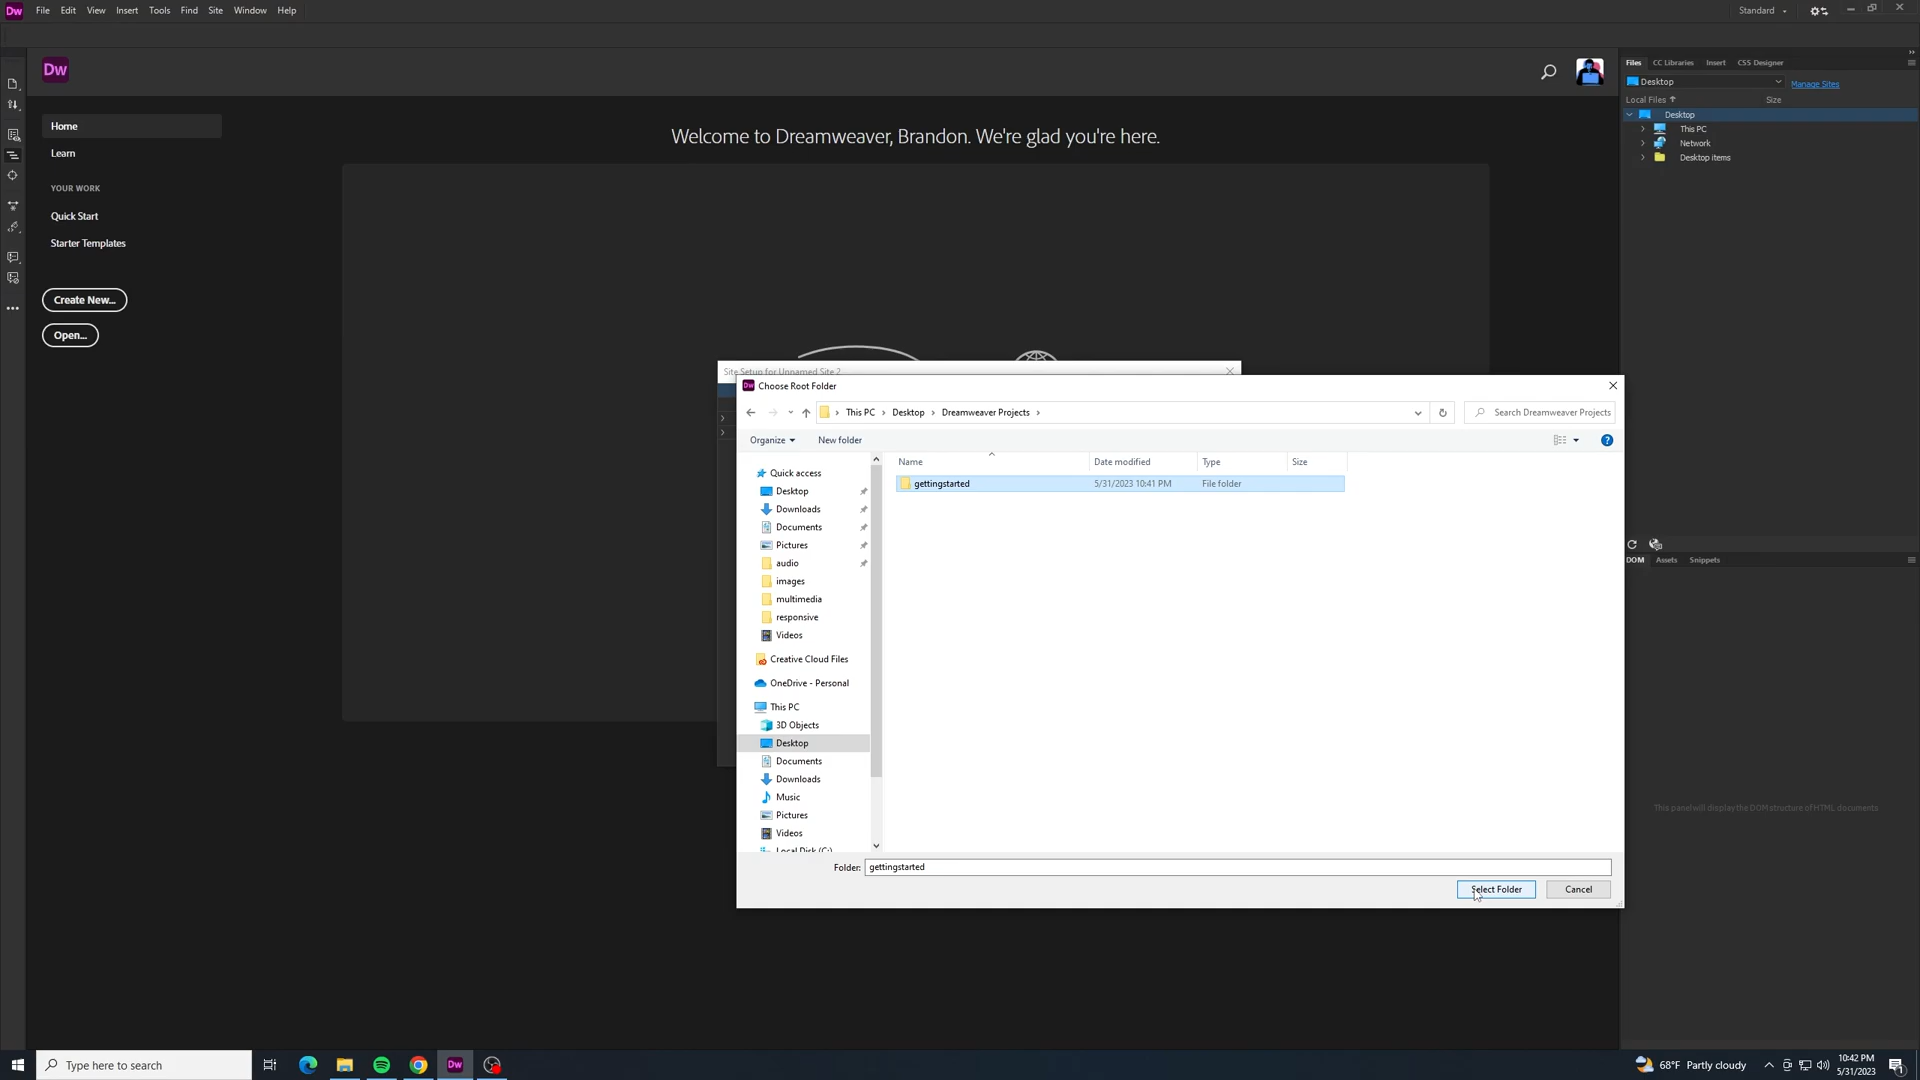 Dw File Edit View Insert Tools Find Site Window Help Standard
Dw
Home
Learn
YOUR WORK
Quick Start
Starter Templates
Create New...
Open...
Welcome to Dreamweaver, Brandon. We're glad you're here.
Files CC Libraries Insert CSS Designer
Desktop Manage Sites
Local Files Size
Desktop
This PC
Network
Desktop items
DOM Assets Snippets
This panel will display the DOM structure of HTML documents
Site Setup for Unnamed Site 2
Dw Choose Root Folder
This PC Desktop Dreamweaver Projects Search Dreamweaver Projects
Organize New folder
Name Date modified Type Size
gettingstarted 5/31/2023 10:41 PM File folder
Quick access
Desktop
Downloads
Documents
Pictures
audio
images
multimedia
responsive
Videos
Creative Cloud Files
OneDrive - Personal
This PC
3D Objects
Desktop
Documents
Downloads
Music
Pictures
Videos
Local Disk (C:)
Folder: gettingstarted
Select Folder Cancel
Type here to search Dw 68°F Partly cloudy 10:42 PM
5/31/2023